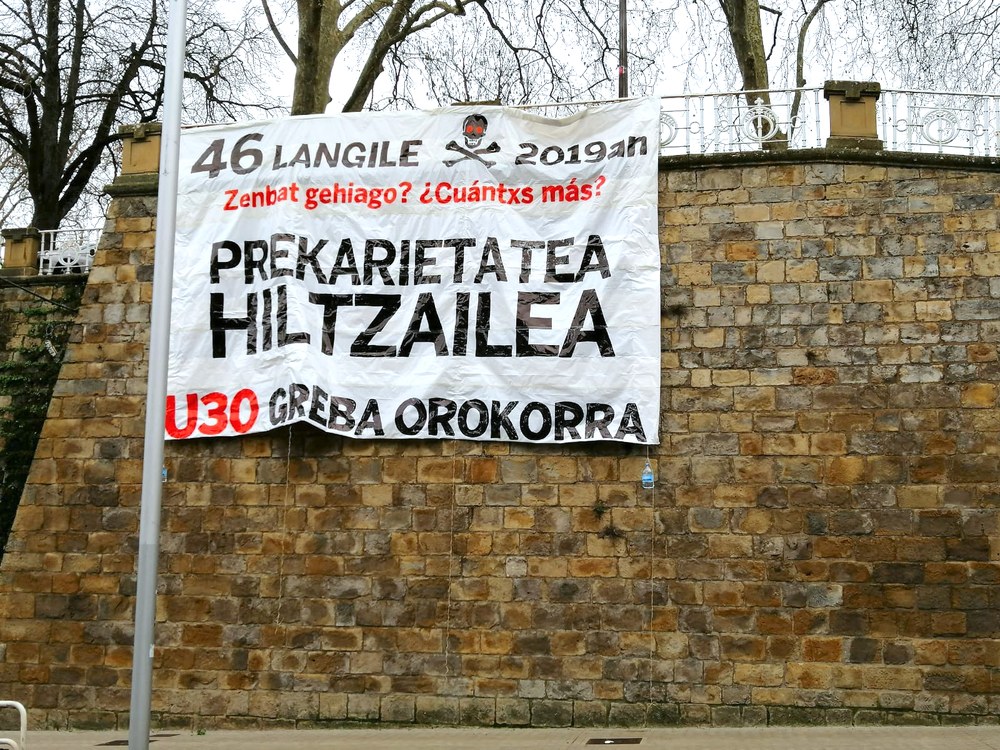 46 LANGILE 2019an
Zenbat gehiago? ¿Cuántxs más?
PREKARIETATEA
HILTZAILEA
U30 GREBA OROKORRA